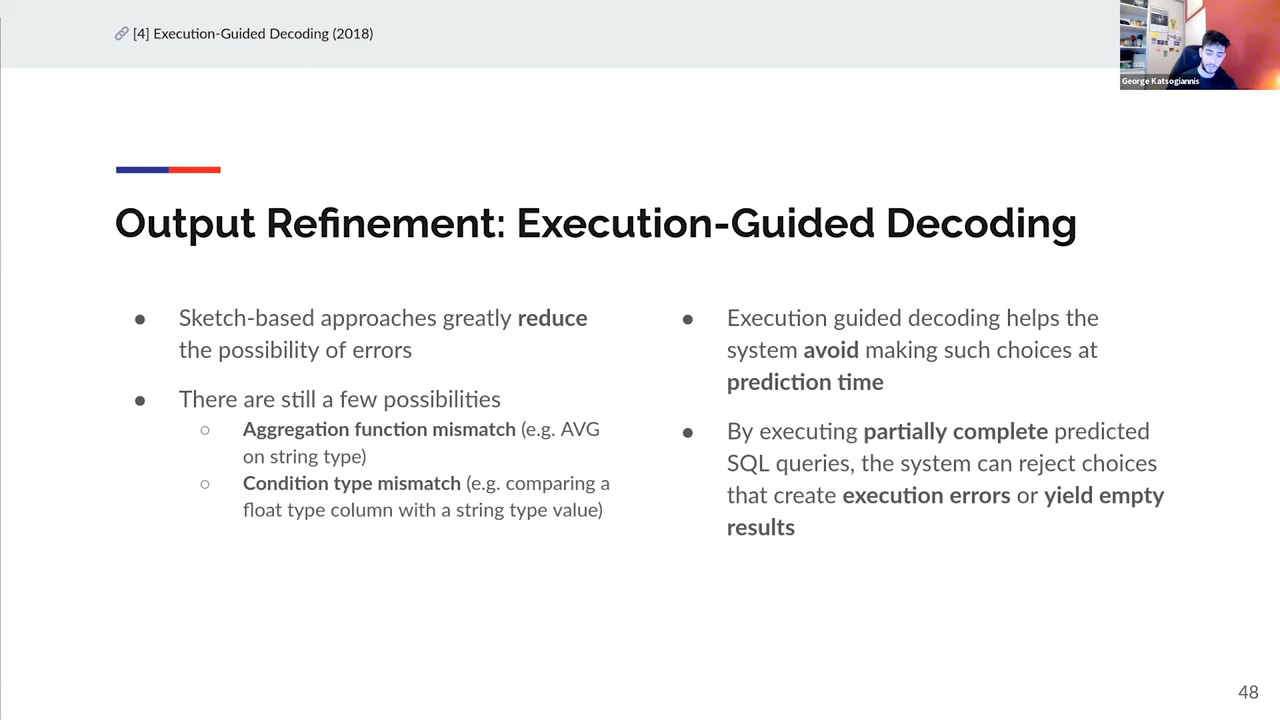 [4] Execution-Guided Decoding (2018)
George Katsogiannis
Output Refinement: Execution-Guided Decoding
● Sketch-based approaches greatly reduce
the possibility of errors
● There are still a few possibilities
○ Aggregation function mismatch (e.g. AVG
on string type)
○ Condition type mismatch (e.g. comparing a
float type column with a string type value)
● Execution guided decoding helps the
system avoid making such choices at
prediction time
● By executing partially complete predicted
SQL queries, the system can reject choices
that create execution errors or yield empty
results
48